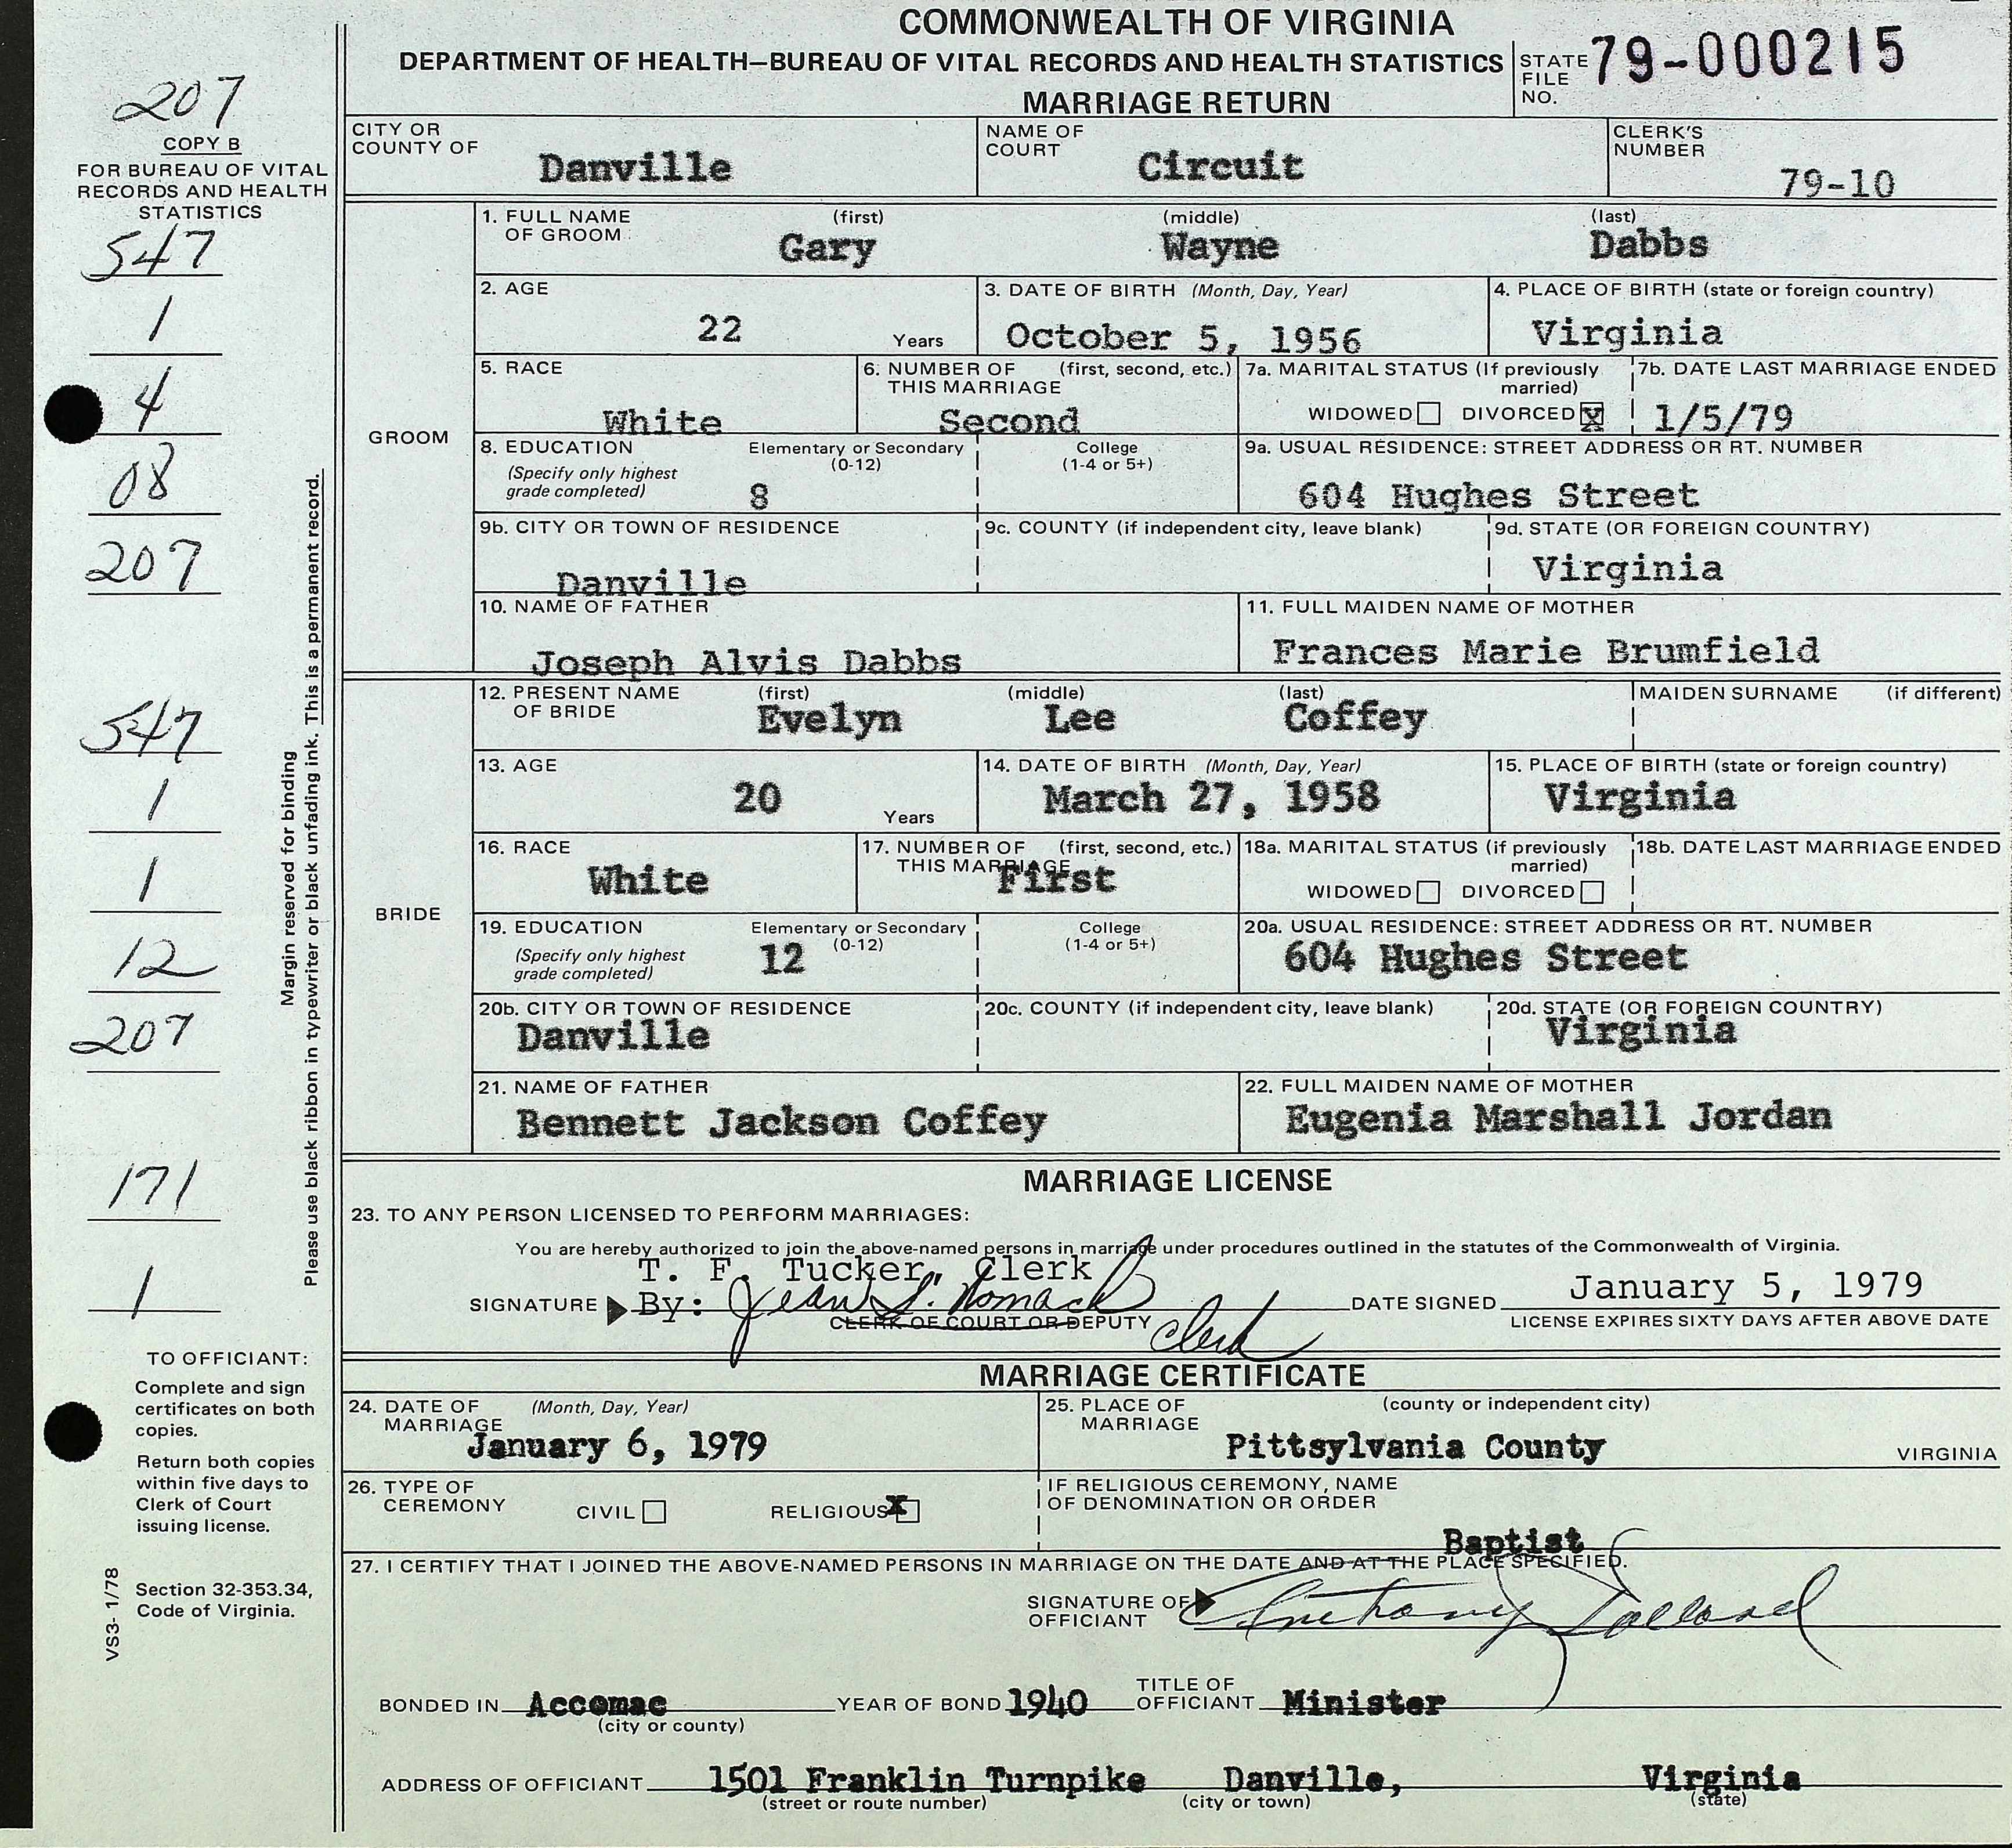 COMMONWEALTH OF VIRGINIA
DEPARTMENT OF HEALTH—BUREAU OF VITAL RECORDS AND HEALTH STATISTICS
MARRIAGE RETURN
STATE FILE NO. 79-000215
207
COPY B
FOR BUREAU OF VITAL
RECORDS AND HEALTH
STATISTICS
547
1
4
08
207
547
1
1
12
207
171
1
Margin reserved for binding
Please use black ribbon in typewriter or black unfading ink. This is a permanent record.
TO OFFICIANT:
Complete and sign
certificates on both
copies.
Return both copies
within five days to
Clerk of Court
issuing license.
Section 32-353.34,
Code of Virginia.
VS3- 1/78
CITY OR COUNTY OF Danville
NAME OF COURT Circuit
CLERK'S NUMBER 79-10
GROOM
1. FULL NAME OF GROOM (first) Gary (middle) Wayne (last) Dabbs
2. AGE 22 Years
3. DATE OF BIRTH (Month, Day, Year) October 5, 1956
4. PLACE OF BIRTH (state or foreign country) Virginia
5. RACE White
6. NUMBER OF THIS MARRIAGE (first, second, etc.) Second
7a. MARITAL STATUS (If previously married) WIDOWED DIVORCED X
7b. DATE LAST MARRIAGE ENDED 1/5/79
8. EDUCATION (Specify only highest grade completed) Elementary or Secondary (0-12) 8 College (1-4 or 5+)
9a. USUAL RESIDENCE: STREET ADDRESS OR RT. NUMBER 604 Hughes Street
9b. CITY OR TOWN OF RESIDENCE Danville
9c. COUNTY (if independent city, leave blank)
9d. STATE (OR FOREIGN COUNTRY) Virginia
10. NAME OF FATHER Joseph Alvis Dabbs
11. FULL MAIDEN NAME OF MOTHER Frances Marie Brumfield
BRIDE
12. PRESENT NAME OF BRIDE (first) Evelyn (middle) Lee (last) Coffey
MAIDEN SURNAME (if different)
13. AGE 20 Years
14. DATE OF BIRTH (Month, Day, Year) March 27, 1958
15. PLACE OF BIRTH (state or foreign country) Virginia
16. RACE White
17. NUMBER OF THIS MARRIAGE (first, second, etc.) First
18a. MARITAL STATUS (if previously married) WIDOWED DIVORCED
18b. DATE LAST MARRIAGE ENDED
19. EDUCATION (Specify only highest grade completed) Elementary or Secondary (0-12) 12 College (1-4 or 5+)
20a. USUAL RESIDENCE: STREET ADDRESS OR RT. NUMBER 604 Hughes Street
20b. CITY OR TOWN OF RESIDENCE Danville
20c. COUNTY (if independent city, leave blank)
20d. STATE (OR FOREIGN COUNTRY) Virginia
21. NAME OF FATHER Bennett Jackson Coffey
22. FULL MAIDEN NAME OF MOTHER Eugenia Marshall Jordan
MARRIAGE LICENSE
23. TO ANY PERSON LICENSED TO PERFORM MARRIAGES:
You are hereby authorized to join the above-named persons in marriage under procedures outlined in the statutes of the Commonwealth of Virginia.
T. F. Tucker, Clerk
SIGNATURE By: Jean S. Womack DATE SIGNED January 5, 1979
CLERK OF COURT OR DEPUTY Clerk
LICENSE EXPIRES SIXTY DAYS AFTER ABOVE DATE
MARRIAGE CERTIFICATE
24. DATE OF MARRIAGE (Month, Day, Year) January 6, 1979
25. PLACE OF MARRIAGE (county or independent city) Pittsylvania County VIRGINIA
26. TYPE OF CEREMONY CIVIL RELIGIOUS X
IF RELIGIOUS CEREMONY, NAME OF DENOMINATION OR ORDER Baptist
27. I CERTIFY THAT I JOINED THE ABOVE-NAMED PERSONS IN MARRIAGE ON THE DATE AND AT THE PLACE SPECIFIED.
SIGNATURE OF OFFICIANT Anthony
BONDED IN Accomac (city or county) YEAR OF BOND 1940 TITLE OF OFFICIANT Minister
ADDRESS OF OFFICIANT 1501 Franklin Turnpike Danville, Virginia
(street or route number) (city or town) (state)